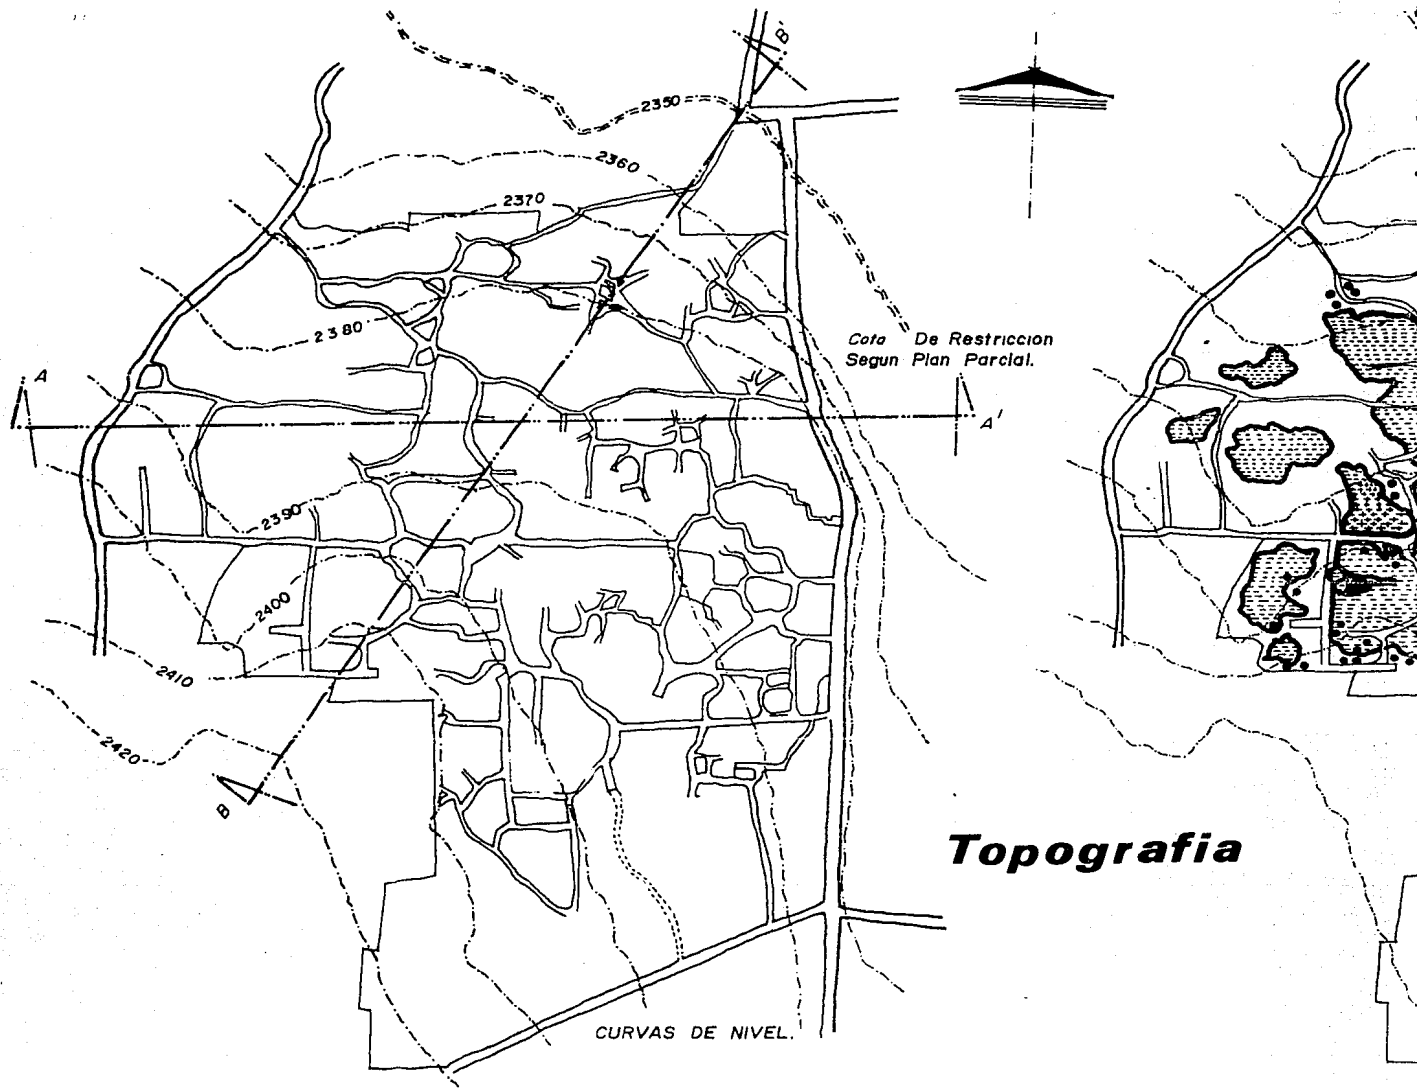 B'
2350
2360
2370
2380
Cota De Restriccion
Segun Plan Parcial.
A
A'
2390
2400
2410
2420
B
Topografia
CURVAS DE NIVEL.